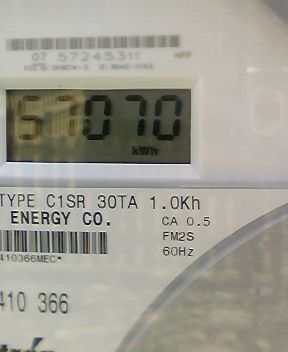 07 57245311
57070
kWh
TYPE C1SR 30TA 1.0Kh
ENERGY CO.
CA 0.5
FM2S
60Hz
410366MEC*
410 366